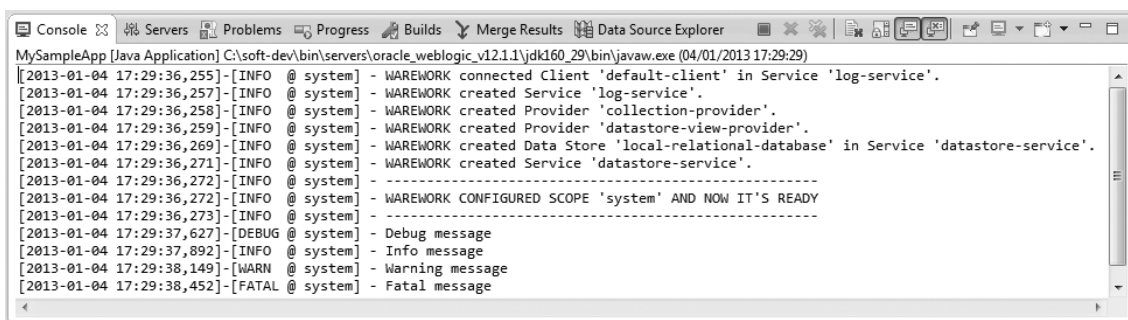 Console Servers Problems Progress Builds Merge Results Data Source Explorer
MySampleApp [Java Application] C:\soft-dev\bin\servers\oracle_weblogic_v12.1.1\jdk160_29\bin\javaw.exe (04/01/2013 17:29:29)
[2013-01-04 17:29:36,255]-[INFO  @ system] - WAREWORK connected Client 'default-client' in Service 'log-service'.
[2013-01-04 17:29:36,257]-[INFO  @ system] - WAREWORK created Service 'log-service'.
[2013-01-04 17:29:36,258]-[INFO  @ system] - WAREWORK created Provider 'collection-provider'.
[2013-01-04 17:29:36,259]-[INFO  @ system] - WAREWORK created Provider 'datastore-view-provider'.
[2013-01-04 17:29:36,269]-[INFO  @ system] - WAREWORK created Data Store 'local-relational-database' in Service 'datastore-service'.
[2013-01-04 17:29:36,271]-[INFO  @ system] - WAREWORK created Service 'datastore-service'.
[2013-01-04 17:29:36,272]-[INFO  @ system] - ------------------------------------------------------
[2013-01-04 17:29:36,272]-[INFO  @ system] - WAREWORK CONFIGURED SCOPE 'system' AND NOW IT'S READY
[2013-01-04 17:29:36,273]-[INFO  @ system] - ------------------------------------------------------
[2013-01-04 17:29:37,627]-[DEBUG @ system] - Debug message
[2013-01-04 17:29:37,892]-[INFO  @ system] - Info message
[2013-01-04 17:29:38,149]-[WARN  @ system] - Warning message
[2013-01-04 17:29:38,452]-[FATAL @ system] - Fatal message